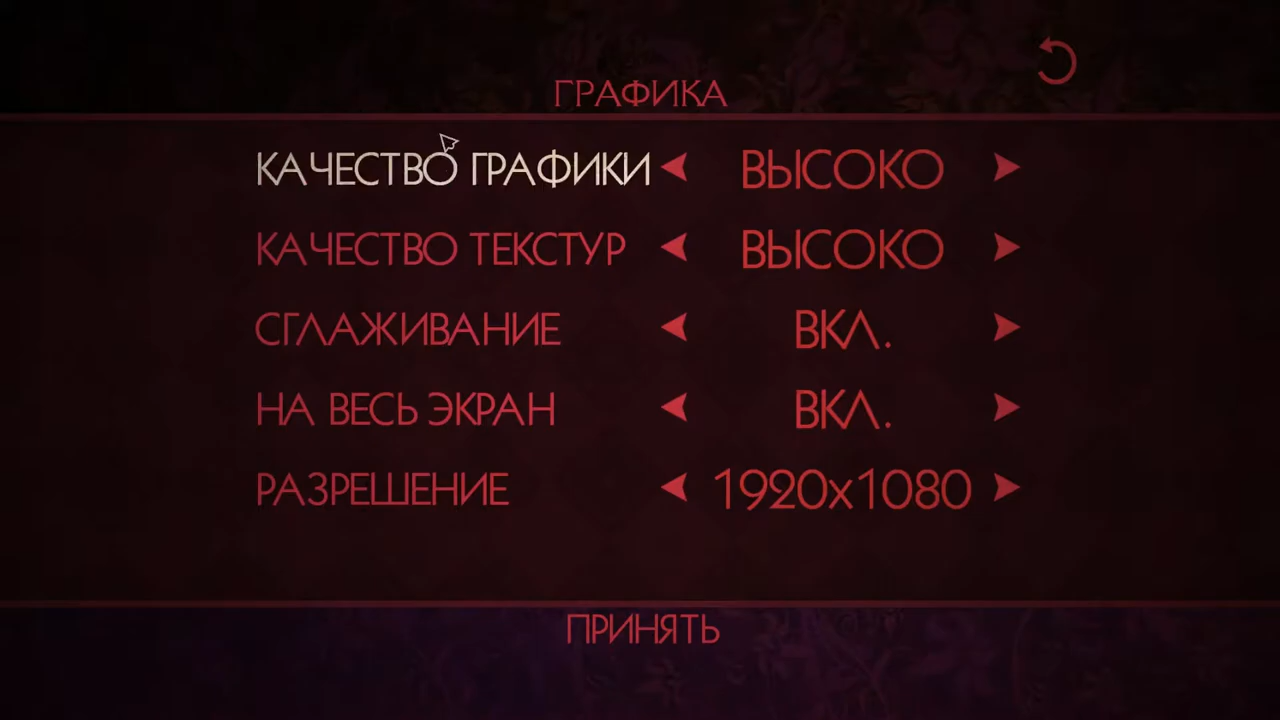 ГРАФИКА
КАЧЕСТВО ГРАФИКИ ВЫСОКО
КАЧЕСТВО ТЕКСТУР ВЫСОКО
СГЛАЖИВАНИЕ ВКЛ.
НА ВЕСЬ ЭКРАН ВКЛ.
РАЗРЕШЕНИЕ 1920x1080
ПРИНЯТЬ